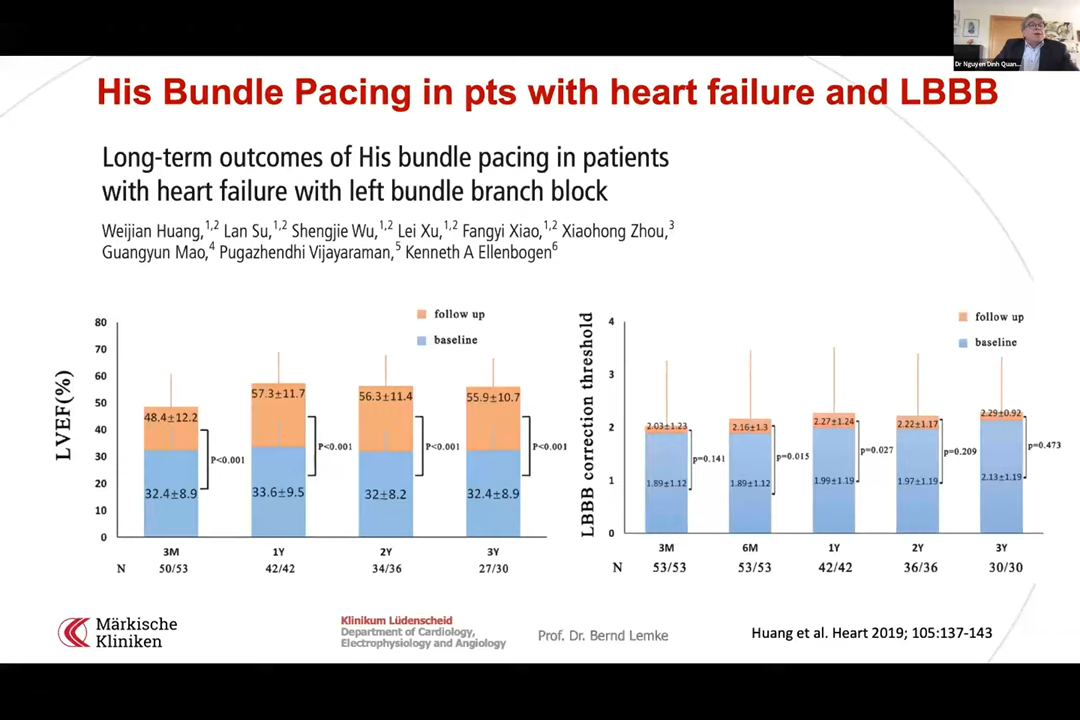 Dr Nguyen Dinh Quan...
His Bundle Pacing in pts with heart failure and LBBB
Long-term outcomes of His bundle pacing in patients
with heart failure with left bundle branch block
Weijian Huang,1,2 Lan Su,1,2 Shengjie Wu,1,2 Lei Xu,1,2 Fangyi Xiao,1,2 Xiaohong Zhou,3
Guangyun Mao,4 Pugazhendhi Vijayaraman,5 Kenneth A Ellenbogen6
LVEF(%)
80
70
60
50
40
30
20
10
0
follow up
baseline
48.4±12.2
57.3±11.7
56.3±11.4
55.9±10.7
P<0.001
P<0.001
P<0.001
P<0.001
32.4±8.9
33.6±9.5
32±8.2
32.4±8.9
3M 1Y 2Y 3Y
N 50/53 42/42 34/36 27/30
LBBB correction threshold
4
3
2
1
0
follow up
baseline
2.03±1.23
2.16±1.3
2.27±1.24
2.22±1.17
2.29±0.92
p=0.141
p=0.015
p=0.027
p=0.209
p=0.473
1.89±1.12
1.89±1.12
1.99±1.19
1.97±1.19
2.13±1.19
3M 6M 1Y 2Y 3Y
N 53/53 53/53 42/42 36/36 30/30
Märkische
Kliniken
Klinikum Lüdenscheid
Department of Cardiology,
Electrophysiology and Angiology
Prof. Dr. Bernd Lemke
Huang et al. Heart 2019; 105:137-143